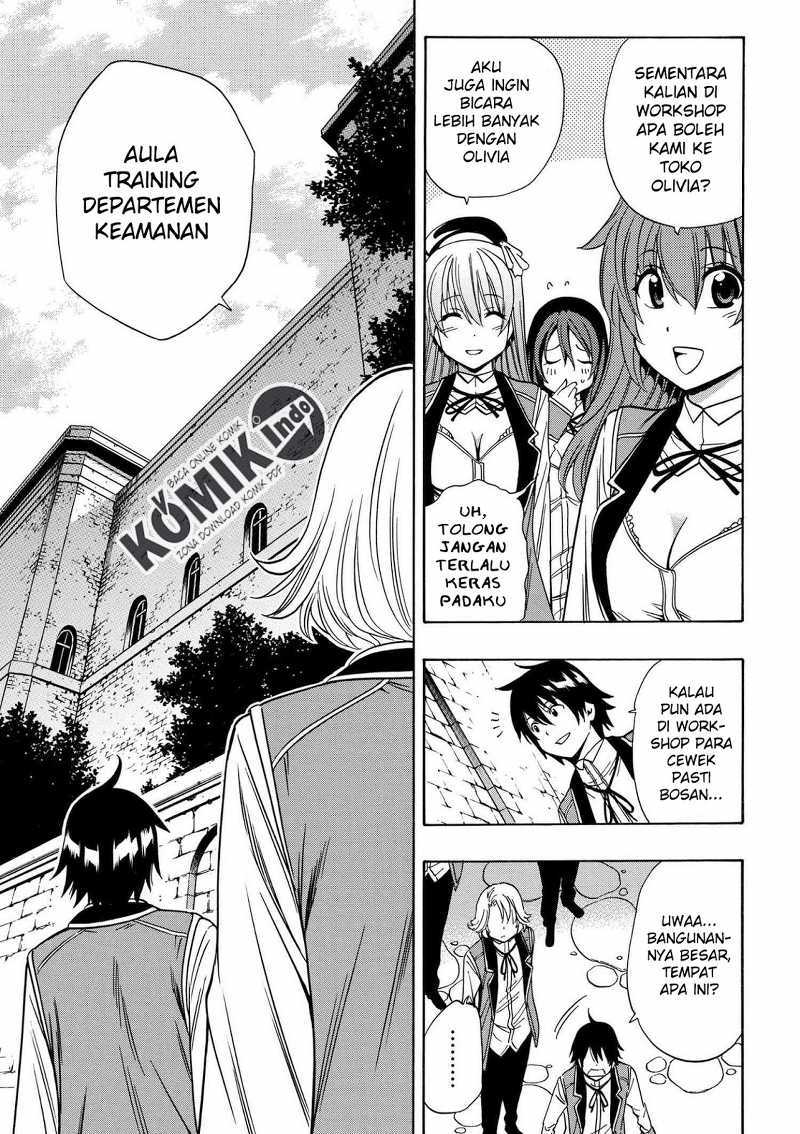 SEMENTARA
KALIAN DI
WORKSHOP
APA BOLEH
KAMI KE
TOKO
OLIVIA?
AKU
JUGA INGIN
BICARA
LEBIH BANYAK
DENGAN
OLIVIA
UH,
TOLONG
JANGAN
TERLALU
KERAS
PADAKU
KALAU
PUN ADA
DI WORK-
SHOP PARA
CEWEK
PASTI
BOSAN...
UWAA...
BANGUNAN-
NYA BESAR,
TEMPAT
APA INI?
........
AULA
TRAINING
DEPARTEMEN
KEAMANAN
BACA ONLINE KOMIK
KOMIK Indo
ZONA DOWNLOAD KOMIK PDF